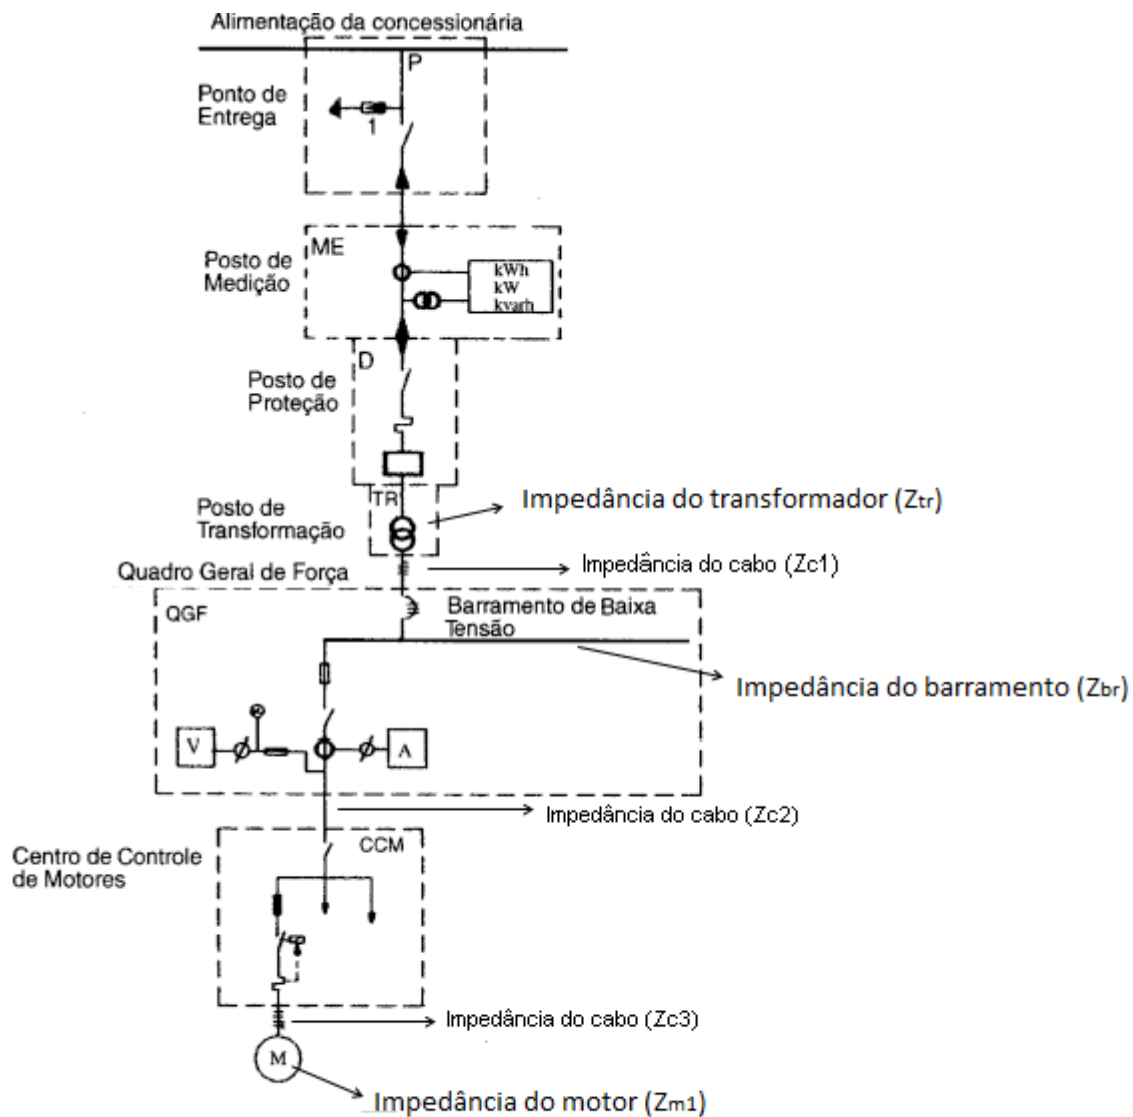 Alimentação da concessionária
P
Ponto de
Entrega
1
ME
Posto de
Medição
kWh
kW
kvarh
D
Posto de
Proteção
TR
Impedância do transformador (Ztr)
Posto de
Transformação
Impedância do cabo (Zc1)
Quadro Geral de Força
QGF
Barramento de Baixa
Tensão
Impedância do barramento (Zbr)
V
A
Impedância do cabo (Zc2)
CCM
Centro de Controle
de Motores
Impedância do cabo (Zc3)
M
Impedância do motor (Zm1)